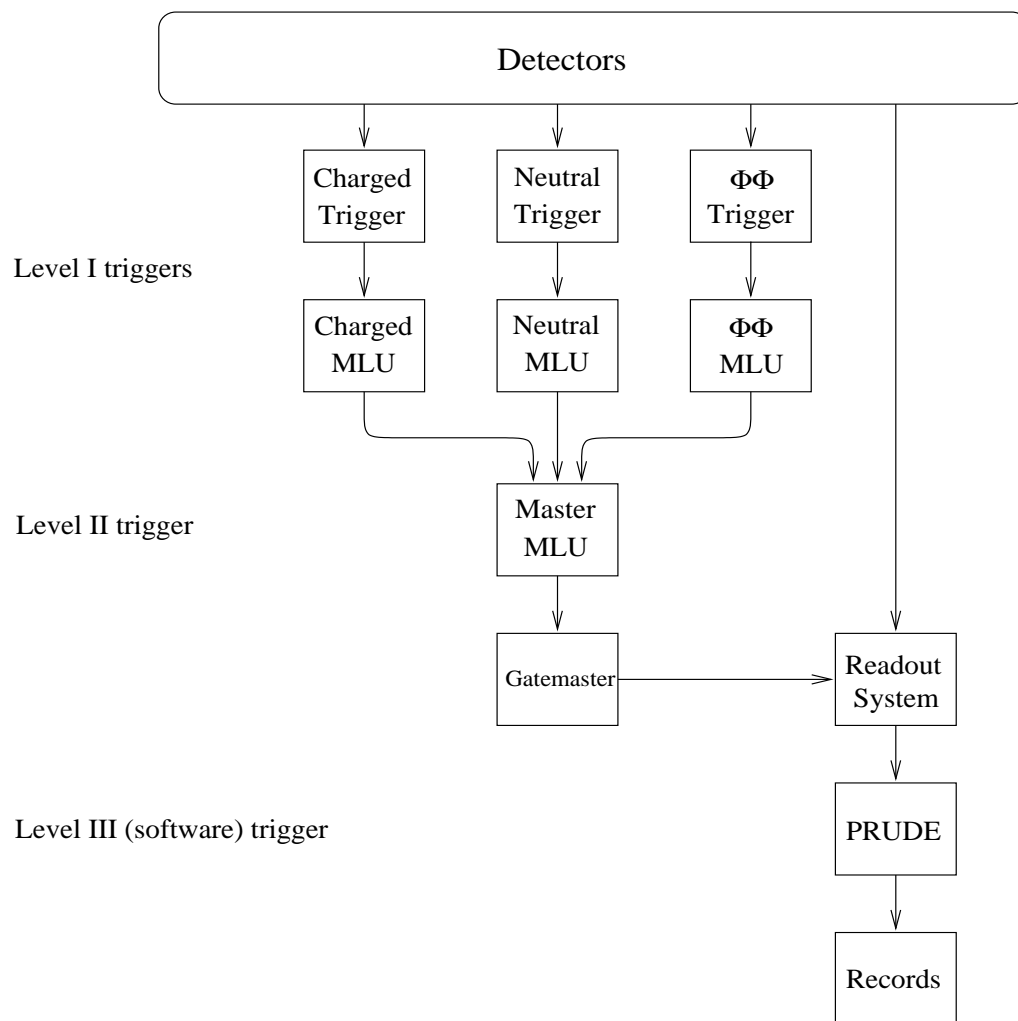 Detectors
Charged
Trigger
Neutral
Trigger
ΦΦ
Trigger
Level I triggers
Charged
MLU
Neutral
MLU
ΦΦ
MLU
Level II trigger
Master
MLU
Gatemaster
Readout
System
Level III (software) trigger
PRUDE
Records